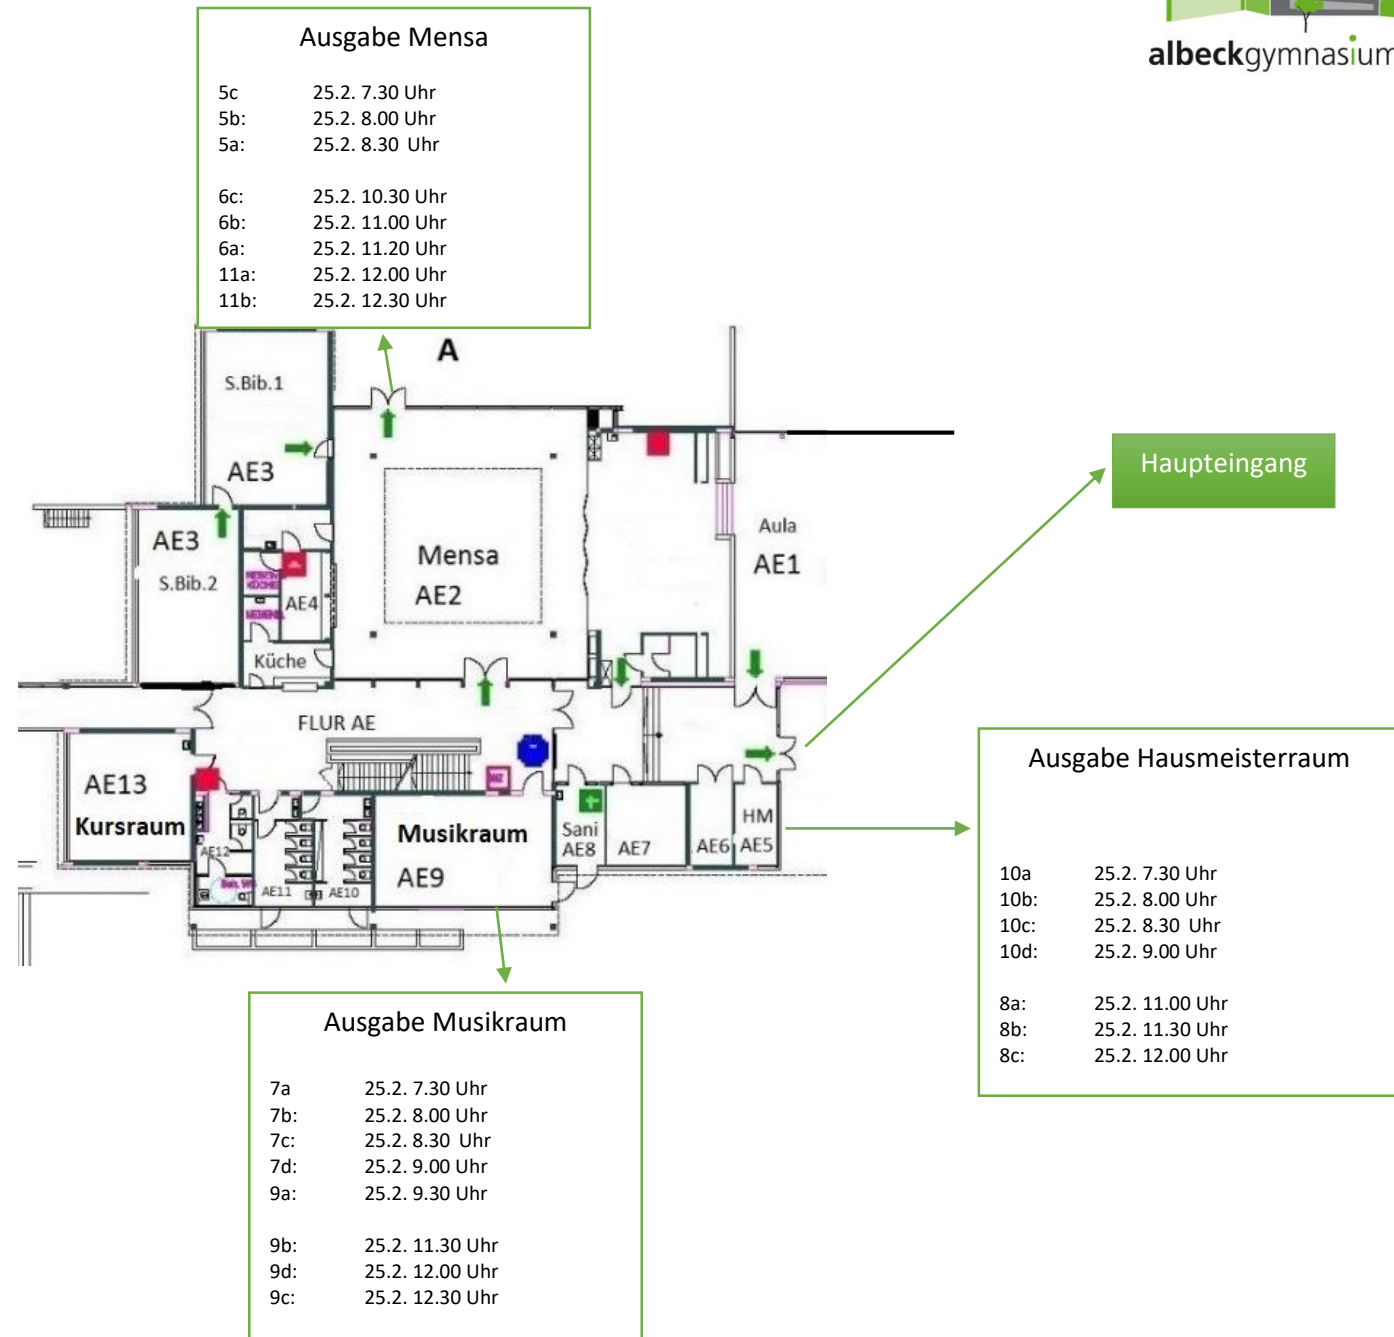 albeckgymnasium
Ausgabe Mensa
5c 25.2. 7.30 Uhr
5b: 25.2. 8.00 Uhr
5a: 25.2. 8.30 Uhr
6c: 25.2. 10.30 Uhr
6b: 25.2. 11.00 Uhr
6a: 25.2. 11.20 Uhr
11a: 25.2. 12.00 Uhr
11b: 25.2. 12.30 Uhr
A
S.Bib.1
AE3
AE3
S.Bib.2
AE4
Küche
Mensa
AE2
Aula
AE1
Haupteingang
FLUR AE
AE13
Kursraum
AE12
AE11
AE10
Musikraum
AE9
Sani
AE8
AE7
AE6
HM
AE5
Ausgabe Hausmeisterraum
10a 25.2. 7.30 Uhr
10b: 25.2. 8.00 Uhr
10c: 25.2. 8.30 Uhr
10d: 25.2. 9.00 Uhr
8a: 25.2. 11.00 Uhr
8b: 25.2. 11.30 Uhr
8c: 25.2. 12.00 Uhr
Ausgabe Musikraum
7a 25.2. 7.30 Uhr
7b: 25.2. 8.00 Uhr
7c: 25.2. 8.30 Uhr
7d: 25.2. 9.00 Uhr
9a: 25.2. 9.30 Uhr
9b: 25.2. 11.30 Uhr
9d: 25.2. 12.00 Uhr
9c: 25.2. 12.30 Uhr